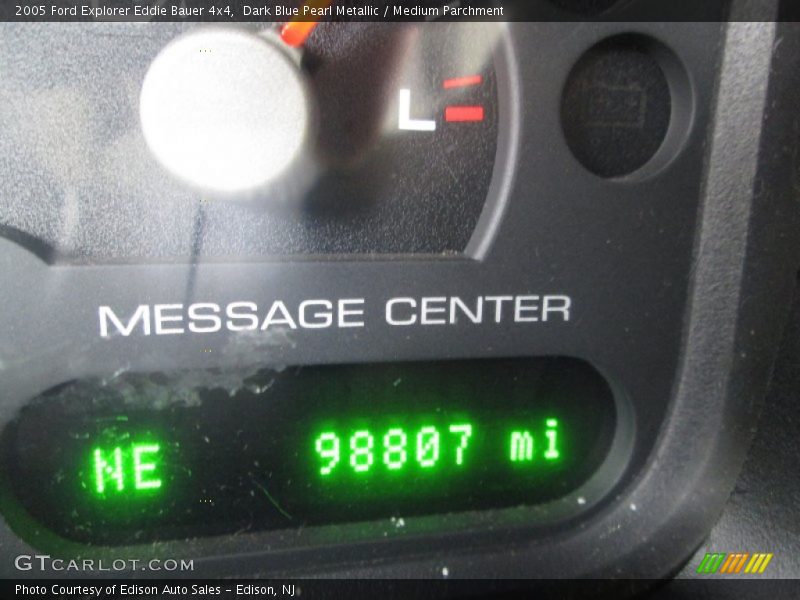 2005 Ford Explorer Eddie Bauer 4x4,  Dark Blue Pearl Metallic / Medium Parchment
L
MESSAGE CENTER
NE 98807 mi
GTCARLOT.COM
Photo Courtesy of Edison Auto Sales - Edison, NJ